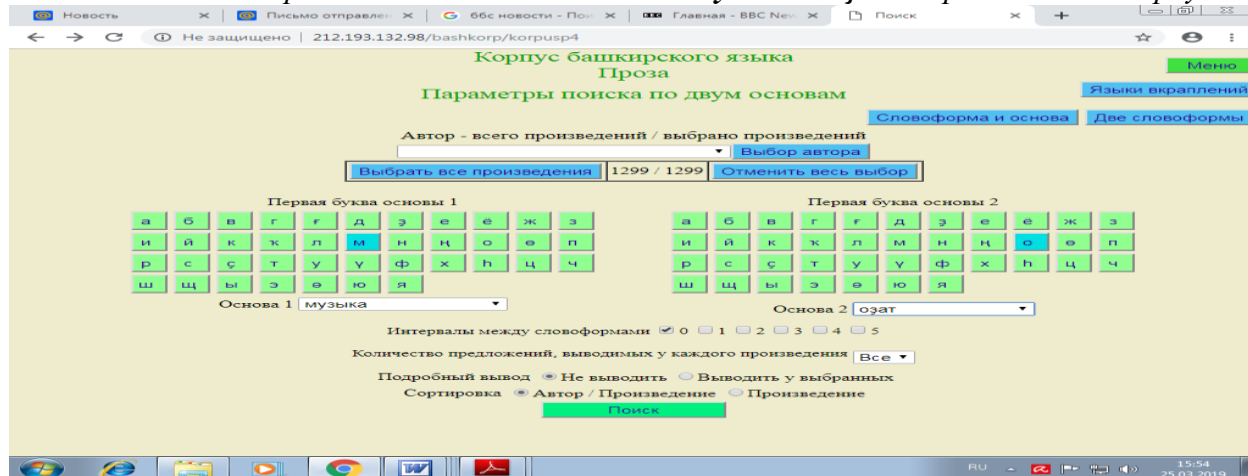 Новость
Письмо отправлен
ббс новости - Пои
Главная - BBC New
Поиск
Не защищено | 212.193.132.98/bashkorp/korpusp4
Корпус башкирского языка
Проза
Меню
Параметры поиска по двум основам
Языки вкраплений
Словоформа и основа
Две словоформы
Автор - всего произведений / выбрано произведений
Выбор автора
Выбрать все произведения 1299 / 1299 Отменить весь выбор
Первая буква основы 1
а б в г ғ д ҙ е ё ж з
и й к ҡ л м н ң о ө п
р с ҫ т у ү ф х һ ц ч
ш щ ы э ә ю я
Основа 1 музыка
Первая буква основы 2
а б в г ғ д ҙ е ё ж з
и й к ҡ л м н ң о ө п
р с ҫ т у ү ф х һ ц ч
ш щ ы э ә ю я
Основа 2 оҙат
Интервалы между словоформами 0 1 2 3 4 5
Количество предложений, выводимых у каждого произведения Все
Подробный вывод Не выводить Выводить у выбранных
Сортировка Автор / Произведение Произведение
Поиск
RU
15:54
25.03.2019